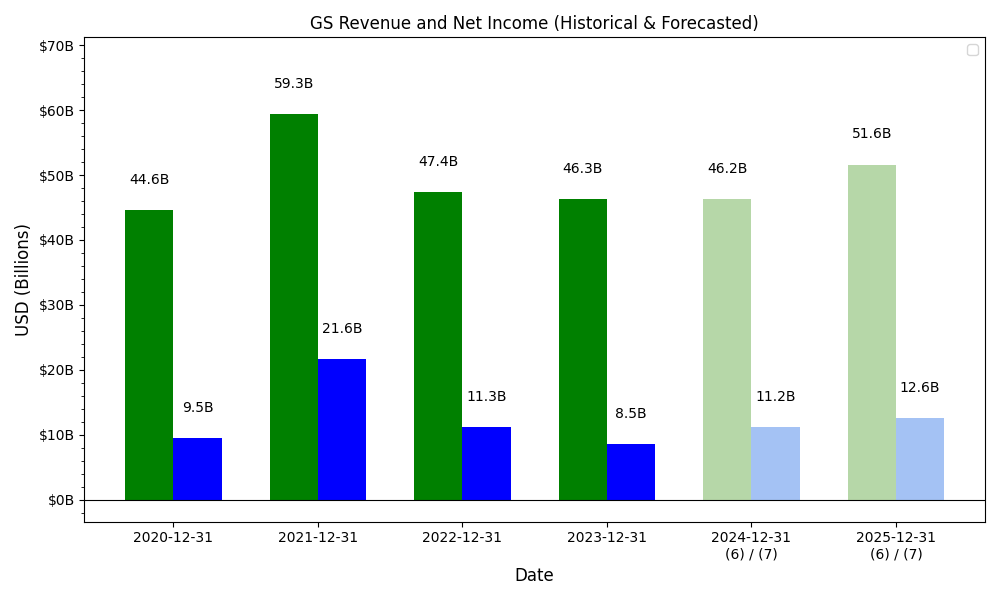 GS Revenue and Net Income (Historical & Forecasted)
$70B
$60B
$50B
$40B
$30B
$20B
$10B
$0B
USD (Billions)
44.6B
9.5B
59.3B
21.6B
47.4B
11.3B
46.3B
8.5B
46.2B
11.2B
51.6B
12.6B
2020-12-31
2021-12-31
2022-12-31
2023-12-31
2024-12-31
(6) / (7)
2025-12-31
(6) / (7)
Date